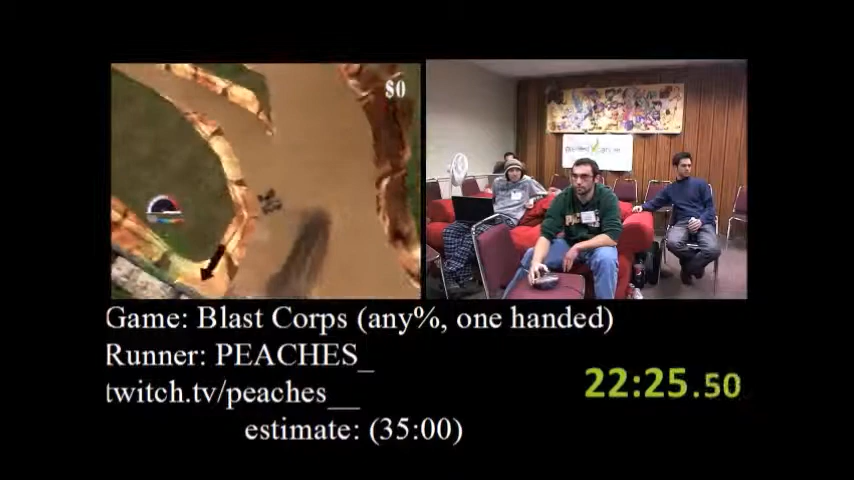 $0
Game: Blast Corps (any%, one handed)
Runner: PEACHES_
twitch.tv/peaches__
22:25.50
estimate: (35:00)